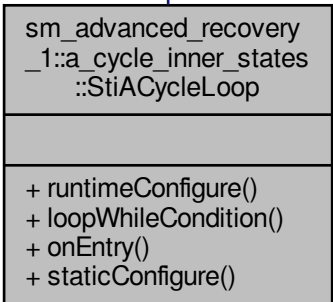 sm_advanced_recovery
_1::a_cycle_inner_states
::StiACycleLoop
+ runtimeConfigure()
+ loopWhileCondition()
+ onEntry()
+ staticConfigure()